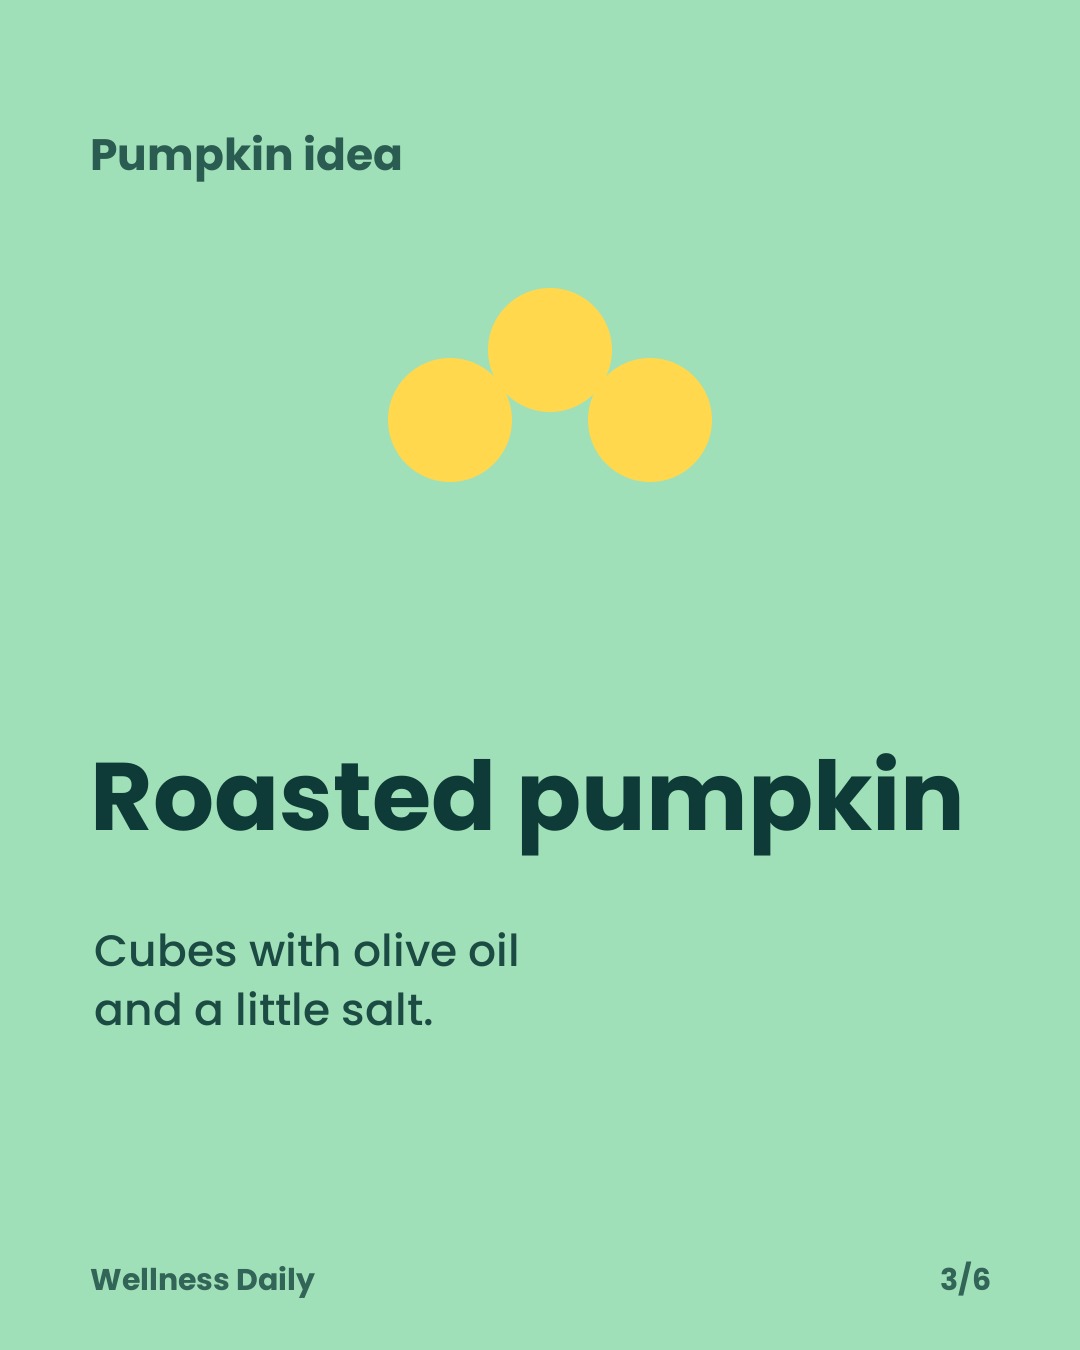 Pumpkin idea
Roasted pumpkin
Cubes with olive oil
and a little salt.
Wellness Daily
3/6